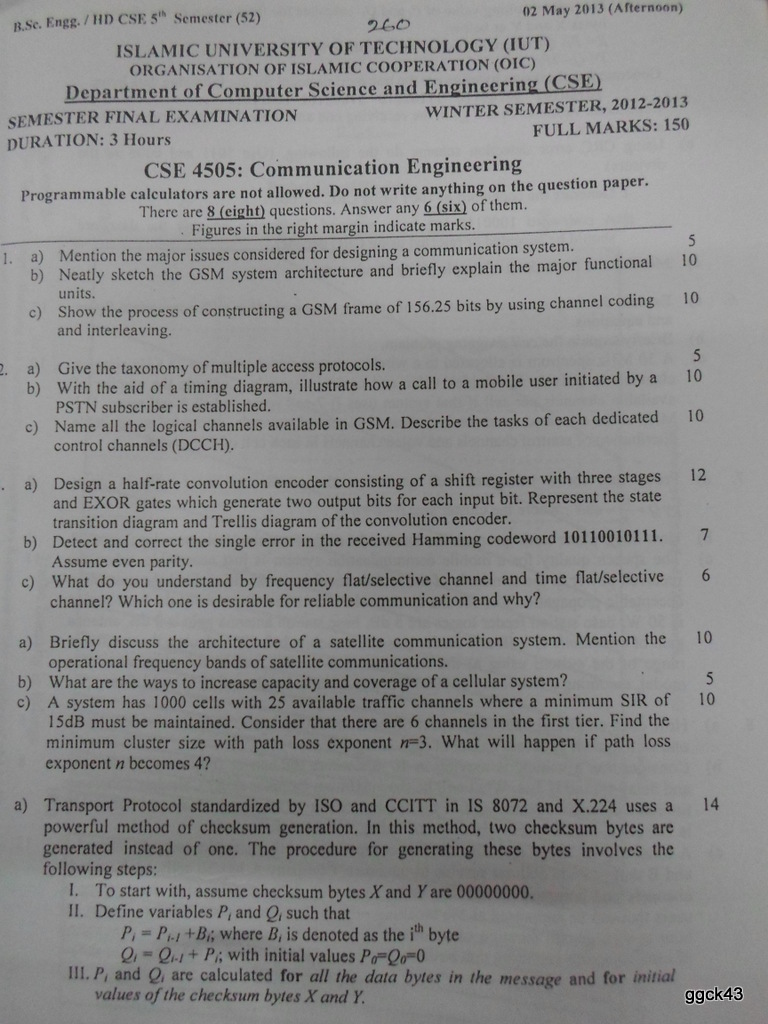 B.Sc. Engg. / HD CSE 5th Semester (52)
260
02 May 2013 (Afternoon)
ISLAMIC UNIVERSITY OF TECHNOLOGY (IUT)
ORGANISATION OF ISLAMIC COOPERATION (OIC)
Department of Computer Science and Engineering (CSE)
SEMESTER FINAL EXAMINATION WINTER SEMESTER, 2012-2013
DURATION: 3 Hours FULL MARKS: 150
CSE 4505: Communication Engineering
Programmable calculators are not allowed. Do not write anything on the question paper.
There are 8 (eight) questions. Answer any 6 (six) of them.
Figures in the right margin indicate marks.
1. a) Mention the major issues considered for designing a communication system. 5
b) Neatly sketch the GSM system architecture and briefly explain the major functional 10
units.
c) Show the process of constructing a GSM frame of 156.25 bits by using channel coding 10
and interleaving.
2. a) Give the taxonomy of multiple access protocols. 5
b) With the aid of a timing diagram, illustrate how a call to a mobile user initiated by a 10
PSTN subscriber is established.
c) Name all the logical channels available in GSM. Describe the tasks of each dedicated 10
control channels (DCCH).
. a) Design a half-rate convolution encoder consisting of a shift register with three stages 12
and EXOR gates which generate two output bits for each input bit. Represent the state
transition diagram and Trellis diagram of the convolution encoder.
b) Detect and correct the single error in the received Hamming codeword 10110010111. 7
Assume even parity.
c) What do you understand by frequency flat/selective channel and time flat/selective 6
channel? Which one is desirable for reliable communication and why?
a) Briefly discuss the architecture of a satellite communication system. Mention the 10
operational frequency bands of satellite communications.
b) What are the ways to increase capacity and coverage of a cellular system? 5
c) A system has 1000 cells with 25 available traffic channels where a minimum SIR of 10
15dB must be maintained. Consider that there are 6 channels in the first tier. Find the
minimum cluster size with path loss exponent n=3. What will happen if path loss
exponent n becomes 4?
a) Transport Protocol standardized by ISO and CCITT in IS 8072 and X.224 uses a 14
powerful method of checksum generation. In this method, two checksum bytes are
generated instead of one. The procedure for generating these bytes involves the
following steps:
I. To start with, assume checksum bytes X and Y are 00000000.
II. Define variables Pi and Qi such that
Pi = Pi-1 +Bi; where Bi is denoted as the ith byte
Qi = Qi-1 + Pi; with initial values P0=Q0=0
III. Pi and Qi are calculated for all the data bytes in the message and for initial
values of the checksum bytes X and Y.
ggck43